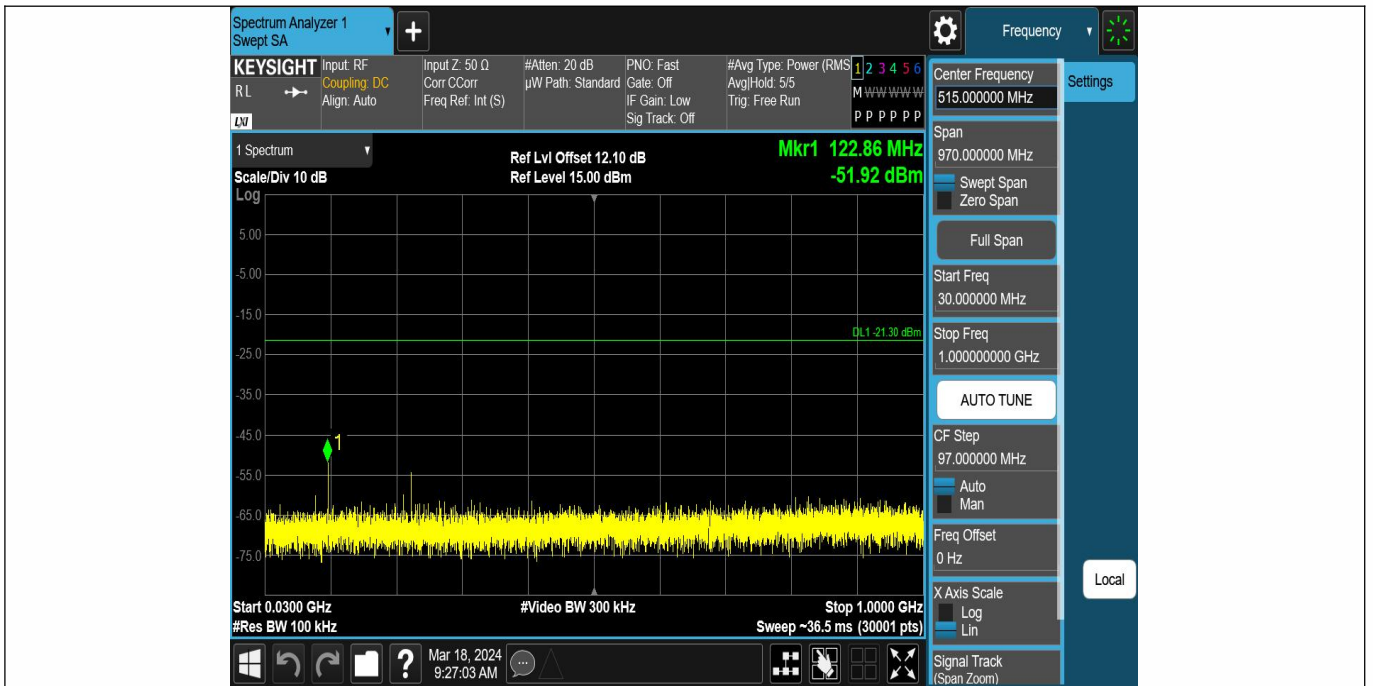 Spectrum Analyzer 1
Swept SA
+
Frequency
KEYSIGHT
RL
LXI
Input: RF
Coupling: DC
Align: Auto
Input Z: 50 Ω
Corr CCorr
Freq Ref: Int (S)
#Atten: 20 dB
µW Path: Standard
PNO: Fast
Gate: Off
IF Gain: Low
Sig Track: Off
#Avg Type: Power (RMS
Avg|Hold: 5/5
Trig: Free Run
1 2 3 4 5 6
M W W W W W
P P P P P P
1 Spectrum
Scale/Div 10 dB
Log
Ref Lvl Offset 12.10 dB
Ref Level 15.00 dBm
Mkr1 122.86 MHz
-51.92 dBm
5.00
-5.00
-15.0
DL1 -21.30 dBm
-25.0
-35.0
-45.0
1
-55.0
-65.0
-75.0
Start 0.0300 GHz
#Video BW 300 kHz
Stop 1.0000 GHz
#Res BW 100 kHz
Sweep ~36.5 ms (30001 pts)
Mar 18, 2024
9:27:03 AM
?
Center Frequency
515.000000 MHz
Settings
Span
970.000000 MHz
Swept Span
Zero Span
Full Span
Start Freq
30.000000 MHz
Stop Freq
1.000000000 GHz
AUTO TUNE
CF Step
97.000000 MHz
Auto
Man
Freq Offset
0 Hz
Local
X Axis Scale
Log
Lin
Signal Track
(Span Zoom)